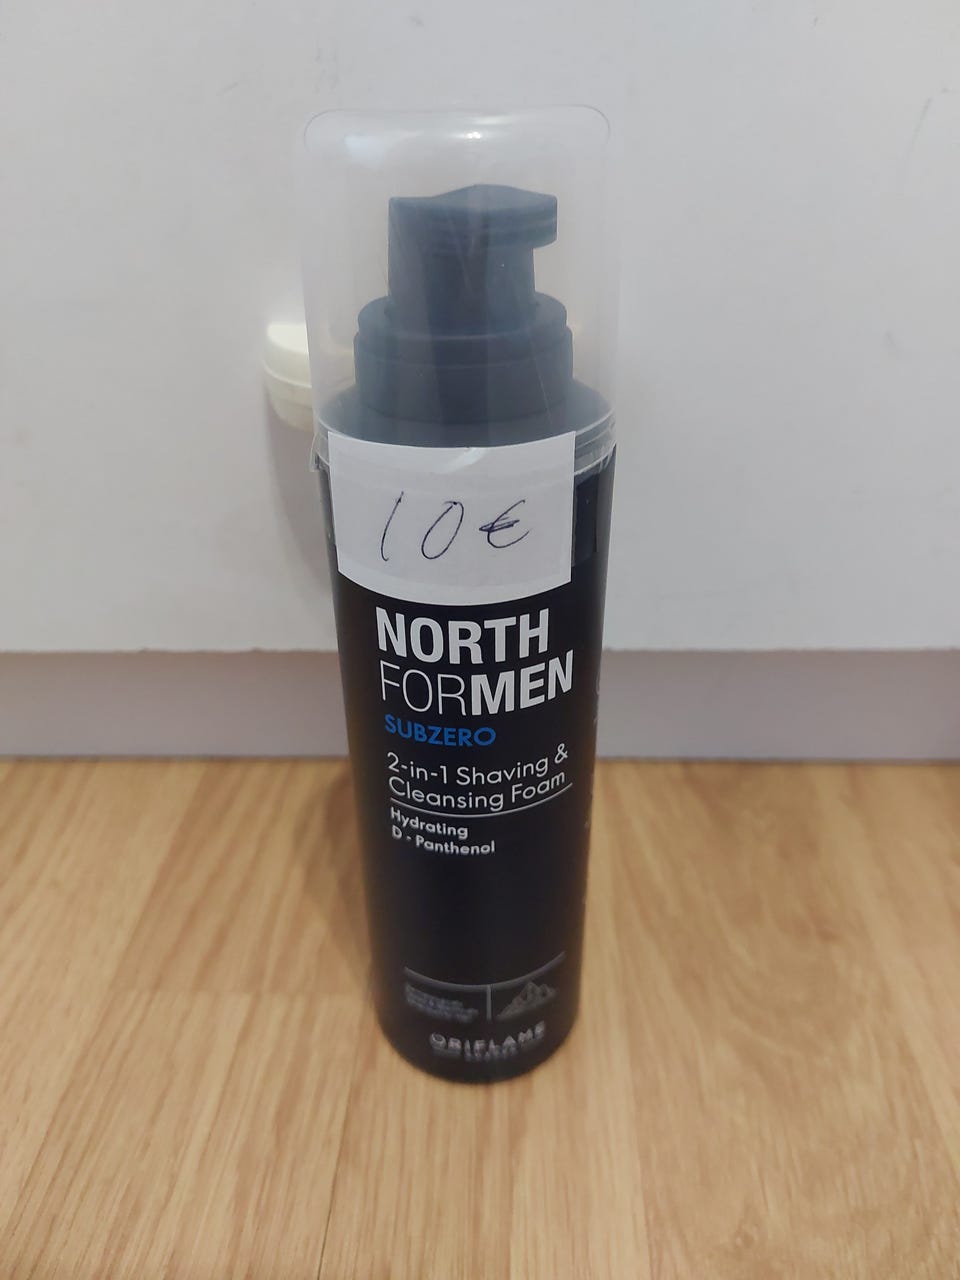 10€
NORTH
FORMEN
SUBZERO
2-in-1 Shaving &
Cleansing Foam
Hydrating
D - Panthenol
ORIFLAME